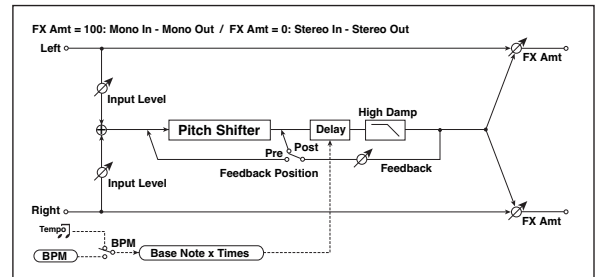 FX Amt = 100: Mono In - Mono Out / FX Amt = 0: Stereo In - Stereo Out
Left
FX Amt
Input Level
High Damp
Pitch Shifter
Delay
Pre
Post
Feedback Position
Feedback
Input Level
Right
FX Amt
Tempo
BPM
BPM
Base Note x Times